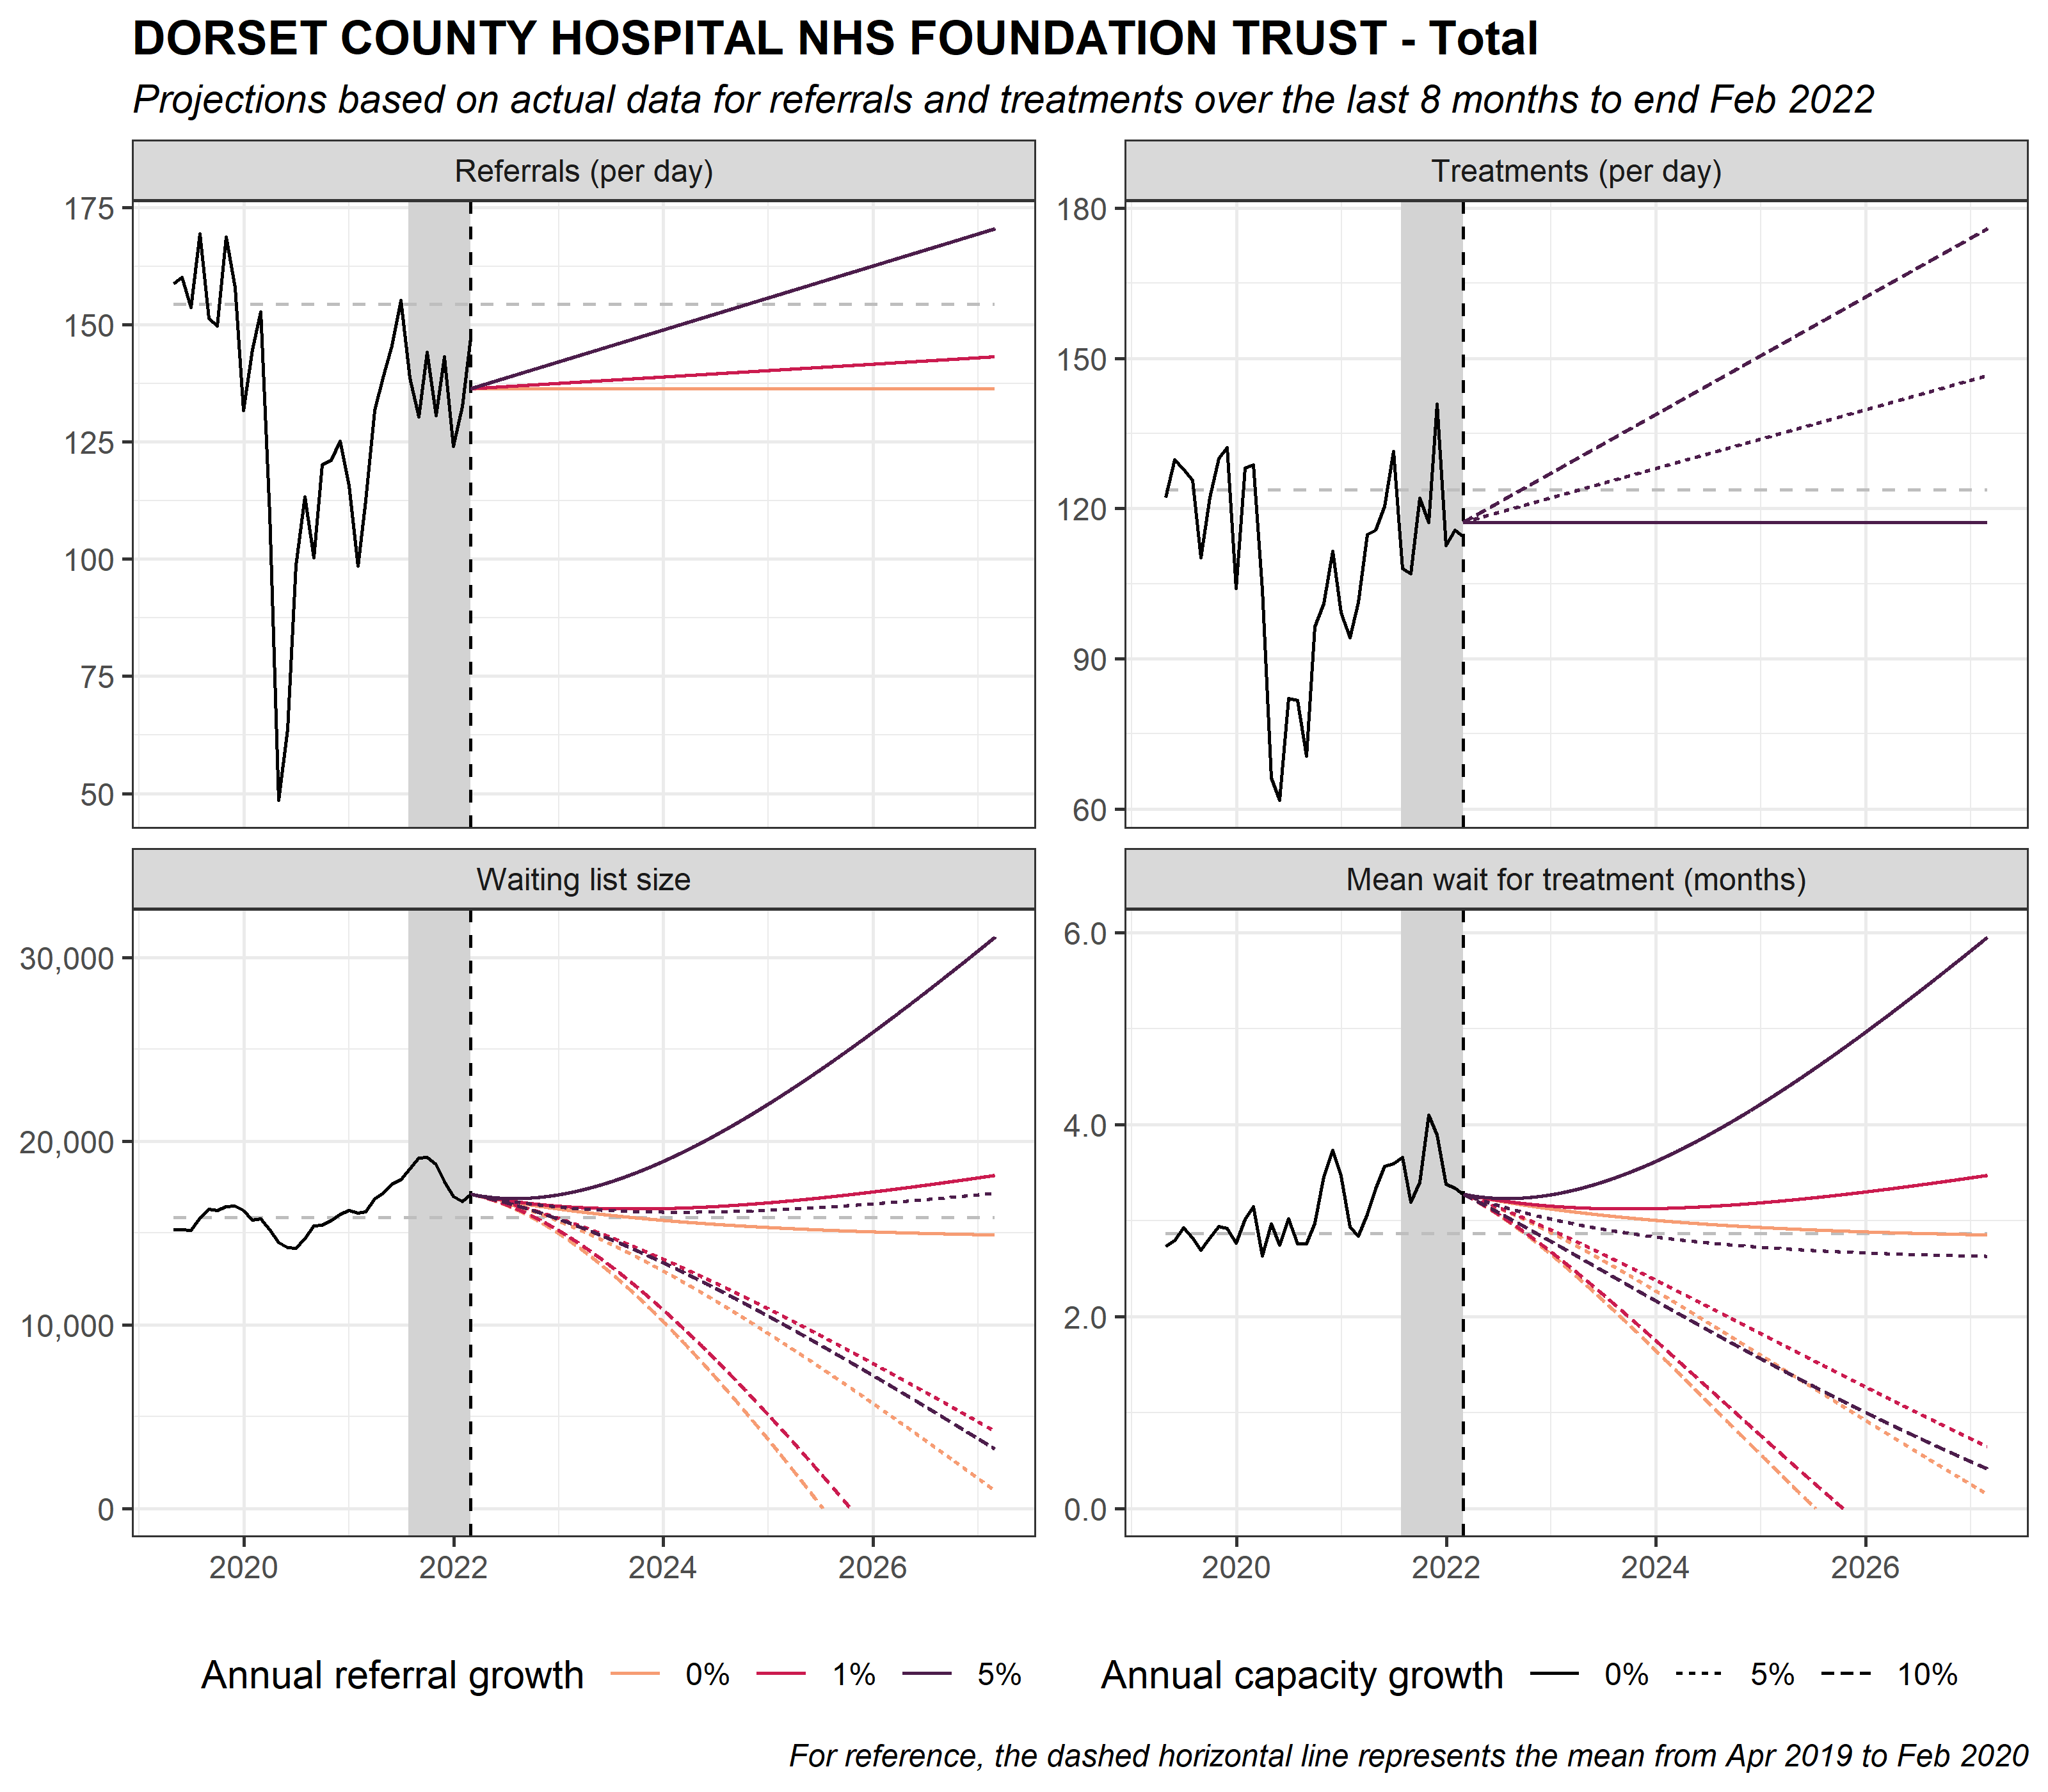 DORSET COUNTY HOSPITAL NHS FOUNDATION TRUST - Total
Projections based on actual data for referrals and treatments over the last 8 months to end Feb 2022
Referrals (per day)
175
150
125
100
75
50
Treatments (per day)
180
150
120
90
60
Waiting list size
30,000
20,000
10,000
0
2020 2022 2024 2026
Mean wait for treatment (months)
6.0
4.0
2.0
0.0
2020 2022 2024 2026
Annual referral growth 0% 1% 5%
Annual capacity growth 0% 5% 10%
For reference, the dashed horizontal line represents the mean from Apr 2019 to Feb 2020